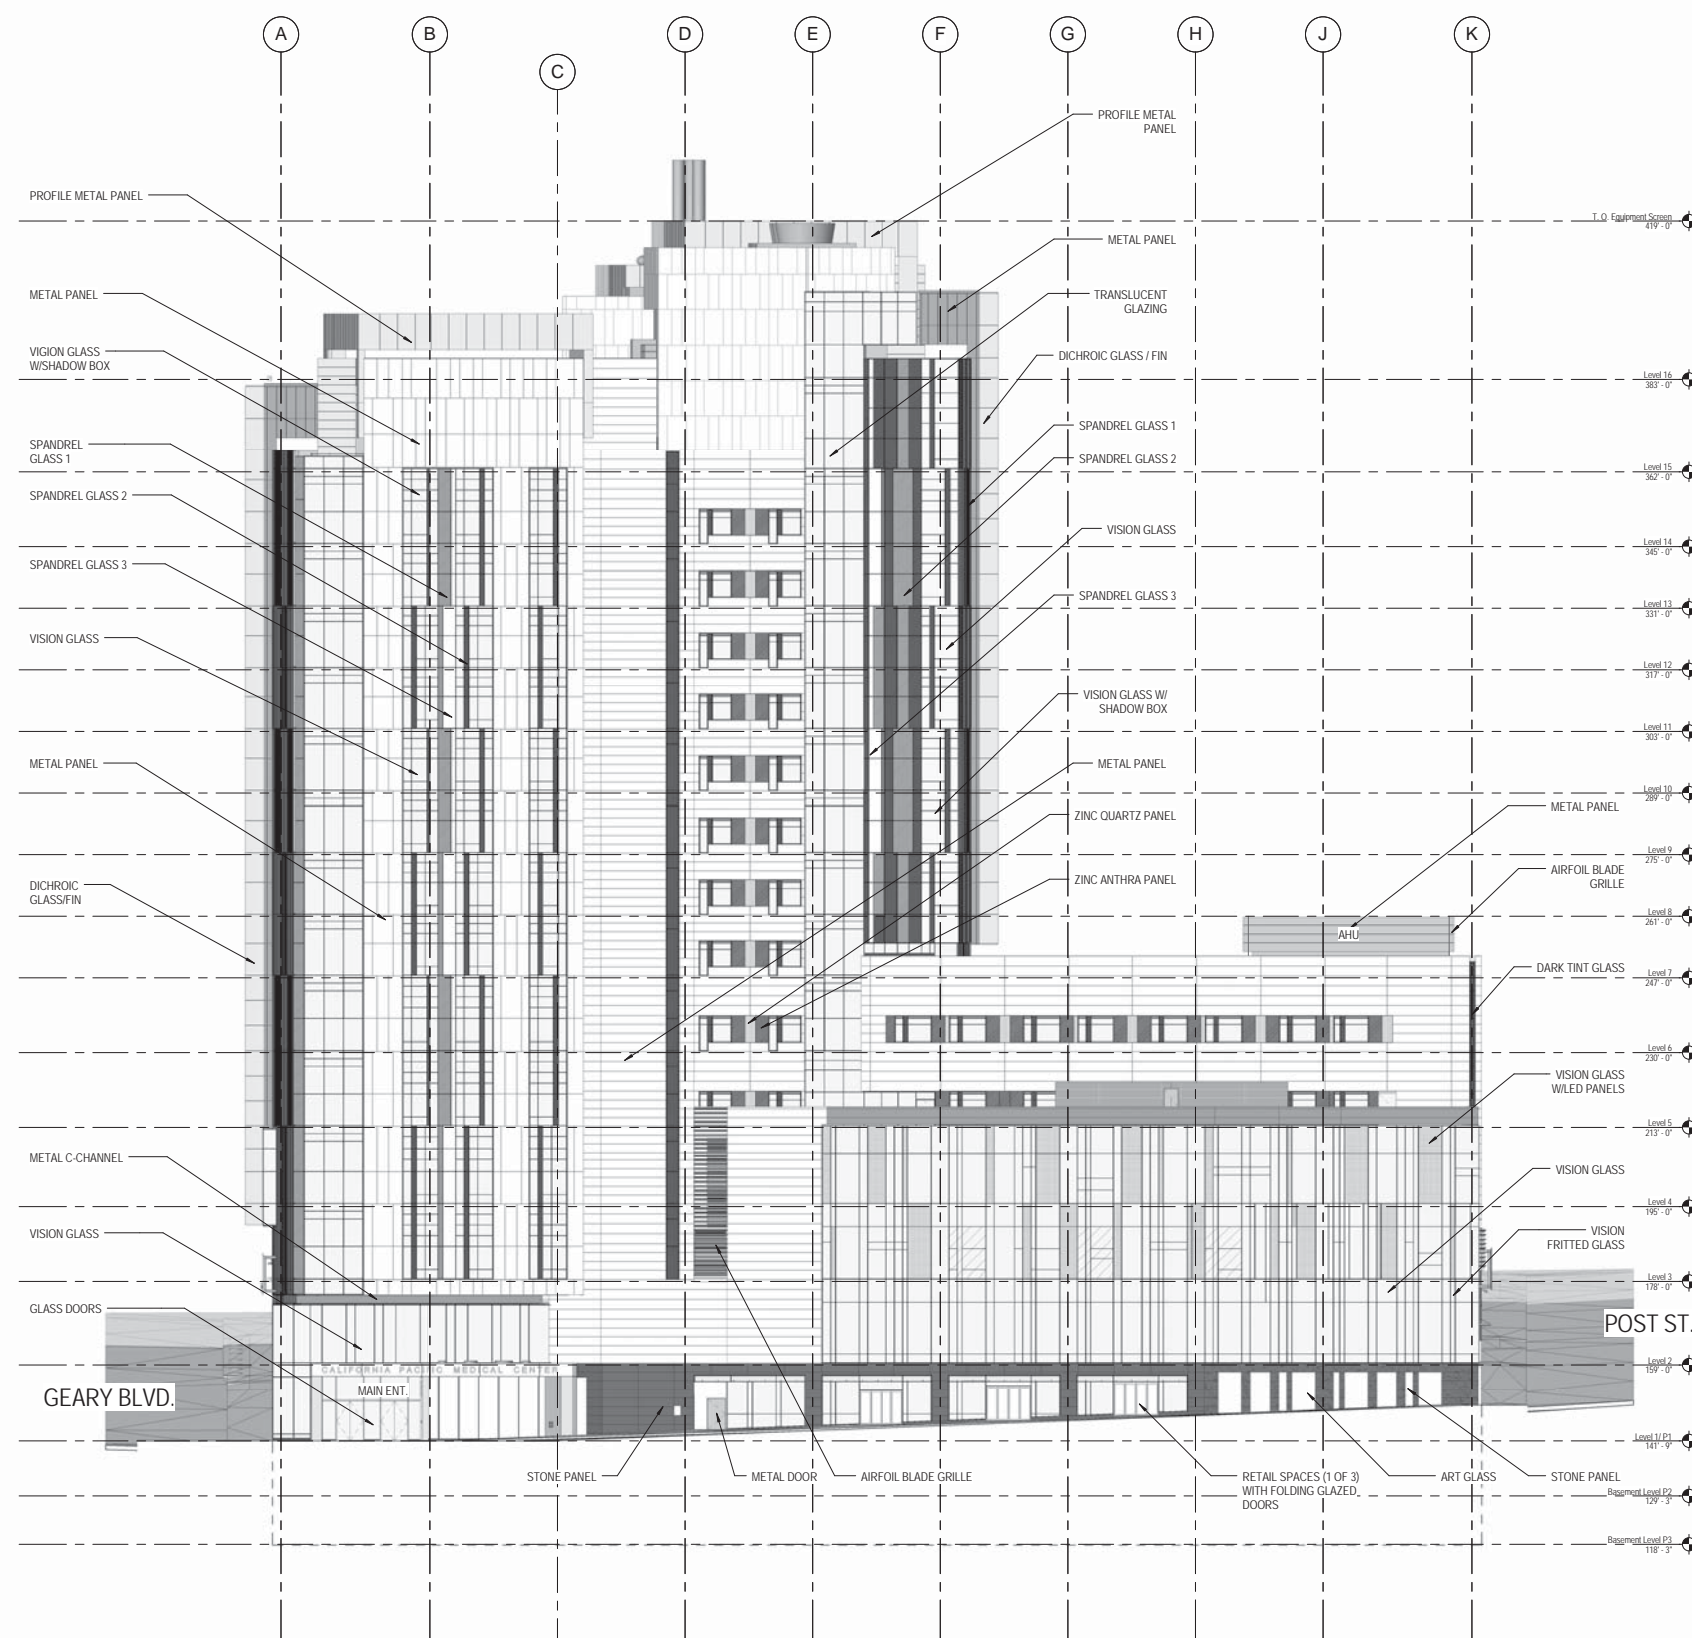 A
B
C
D
E
F
G
H
J
K
PROFILE METAL
PANEL
PROFILE METAL PANEL
T. O. Equipment Screen
419' - 0"
METAL PANEL
METAL PANEL
TRANSLUCENT
GLAZING
VIGION GLASS
W/SHADOW BOX
DICHROIC GLASS / FIN
Level 16
383' - 0"
SPANDREL GLASS 1
SPANDREL
GLASS 1
SPANDREL GLASS 2
Level 15
362' - 0"
SPANDREL GLASS 2
VISION GLASS
Level 14
345' - 0"
SPANDREL GLASS 3
SPANDREL GLASS 3
Level 13
331' - 0"
VISION GLASS
Level 12
317' - 0"
VISION GLASS W/
SHADOW BOX
Level 11
303' - 0"
METAL PANEL
METAL PANEL
Level 10
289' - 0"
METAL PANEL
ZINC QUARTZ PANEL
Level 9
275' - 0"
AIRFOIL BLADE
GRILLE
ZINC ANTHRA PANEL
DICHROIC
GLASS/FIN
Level 8
261' - 0"
AHU
DARK TINT GLASS
Level 7
247' - 0"
Level 6
230' - 0"
VISION GLASS
W/LED PANELS
Level 5
213' - 0"
METAL C-CHANNEL
VISION GLASS
Level 4
195' - 0"
VISION GLASS
VISION
FRITTED GLASS
Level 3
178' - 0"
GLASS DOORS
POST ST.
CALIFORNIA PACIFIC MEDICAL CENTER
Level 2
159' - 0"
GEARY BLVD.
MAIN ENT.
Level 1/ P1
141' - 9"
STONE PANEL
METAL DOOR
AIRFOIL BLADE GRILLE
RETAIL SPACES (1 OF 3)
WITH FOLDING GLAZED
DOORS
ART GLASS
STONE PANEL
Basement Level P2
129' - 3"
Basement Level P3
118' - 3"